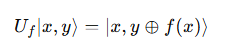 U_f|x, y⟩ = |x, y ⊕ f(x)⟩